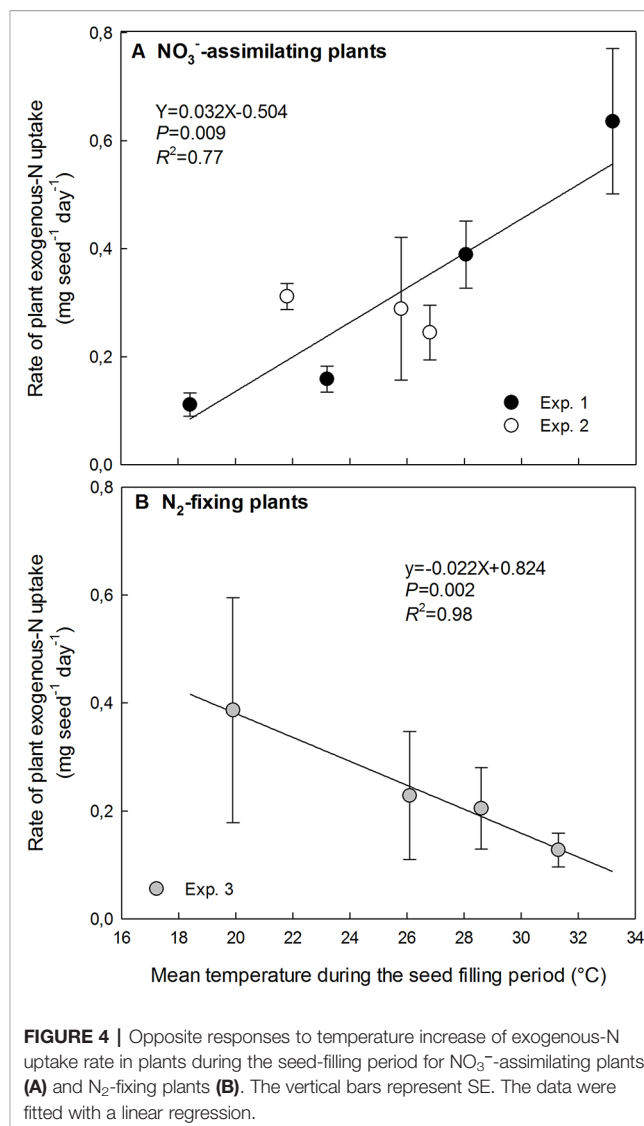 A NO₃⁻-assimilating plants
Y=0.032X-0.504
P=0.009
R²=0.77
Rate of plant exogenous-N uptake
(mg seed⁻¹ day⁻¹)
0,8
0,6
0,4
0,2
0,0
Exp. 1
Exp. 2
B N₂-fixing plants
y=-0.022X+0.824
P=0.002
R²=0.98
Rate of plant exogenous-N uptake
(mg seed⁻¹ day⁻¹)
0,8
0,6
0,4
0,2
0,0
Exp. 3
16 18 20 22 24 26 28 30 32 34
Mean temperature during the seed filling period (°C)
FIGURE 4 | Opposite responses to temperature increase of exogenous-N
uptake rate in plants during the seed-filling period for NO₃⁻-assimilating plants
(A) and N₂-fixing plants (B). The vertical bars represent SE. The data were
fitted with a linear regression.